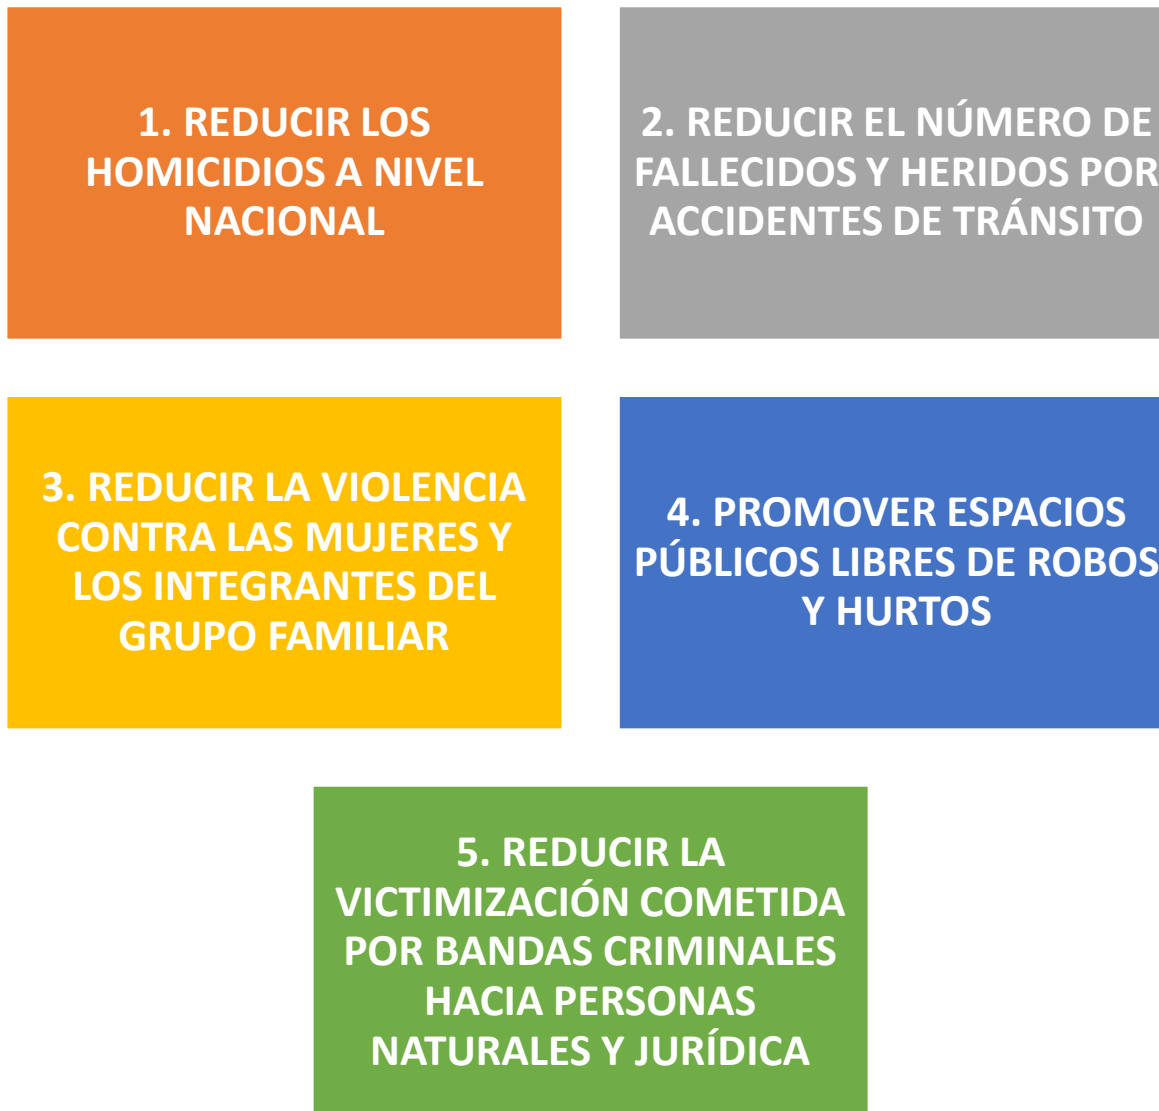 1. REDUCIR LOS
HOMICIDIOS A NIVEL
NACIONAL
2. REDUCIR EL NÚMERO DE
FALLECIDOS Y HERIDOS POR
ACCIDENTES DE TRÁNSITO
3. REDUCIR LA VIOLENCIA
CONTRA LAS MUJERES Y
LOS INTEGRANTES DEL
GRUPO FAMILIAR
4. PROMOVER ESPACIOS
PÚBLICOS LIBRES DE ROBOS
Y HURTOS
5. REDUCIR LA
VICTIMIZACIÓN COMETIDA
POR BANDAS CRIMINALES
HACIA PERSONAS
NATURALES Y JURÍDICA